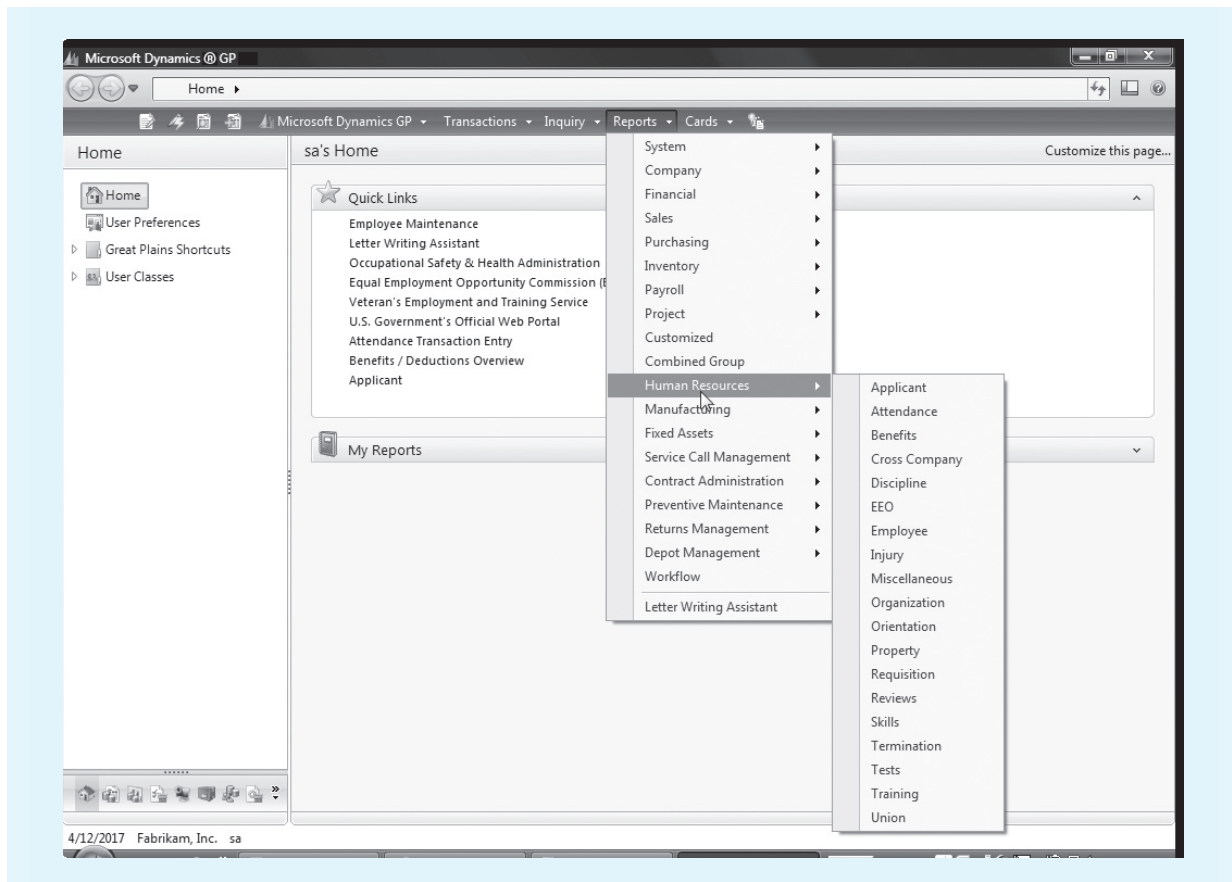 Microsoft Dynamics ® GP
Home
Microsoft Dynamics GP Transactions Inquiry Reports Cards
Home
Home
User Preferences
Great Plains Shortcuts
User Classes
sa's Home
Customize this page...
Quick Links
Employee Maintenance
Letter Writing Assistant
Occupational Safety & Health Administration
Equal Employment Opportunity Commission (E
Veteran's Employment and Training Service
U.S. Government's Official Web Portal
Attendance Transaction Entry
Benefits / Deductions Overview
Applicant
My Reports
System
Company
Financial
Sales
Purchasing
Inventory
Payroll
Project
Customized
Combined Group
Human Resources
Manufacturing
Fixed Assets
Service Call Management
Contract Administration
Preventive Maintenance
Returns Management
Depot Management
Workflow
Letter Writing Assistant
Applicant
Attendance
Benefits
Cross Company
Discipline
EEO
Employee
Injury
Miscellaneous
Organization
Orientation
Property
Requisition
Reviews
Skills
Termination
Tests
Training
Union
4/12/2017 Fabrikam, Inc. sa